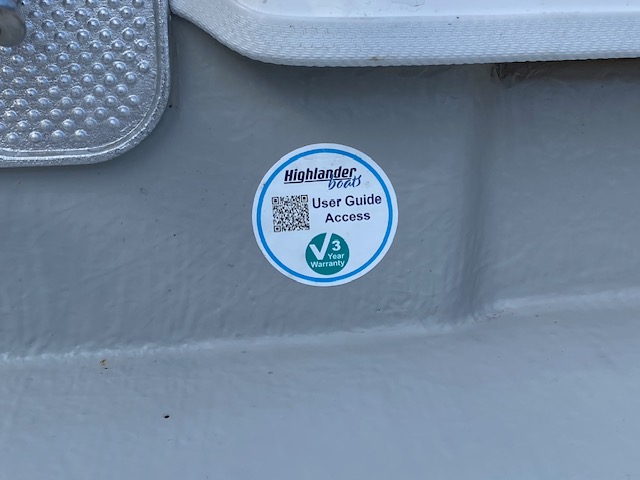 Highlander
boats
User Guide
Access
3
Year
Warranty